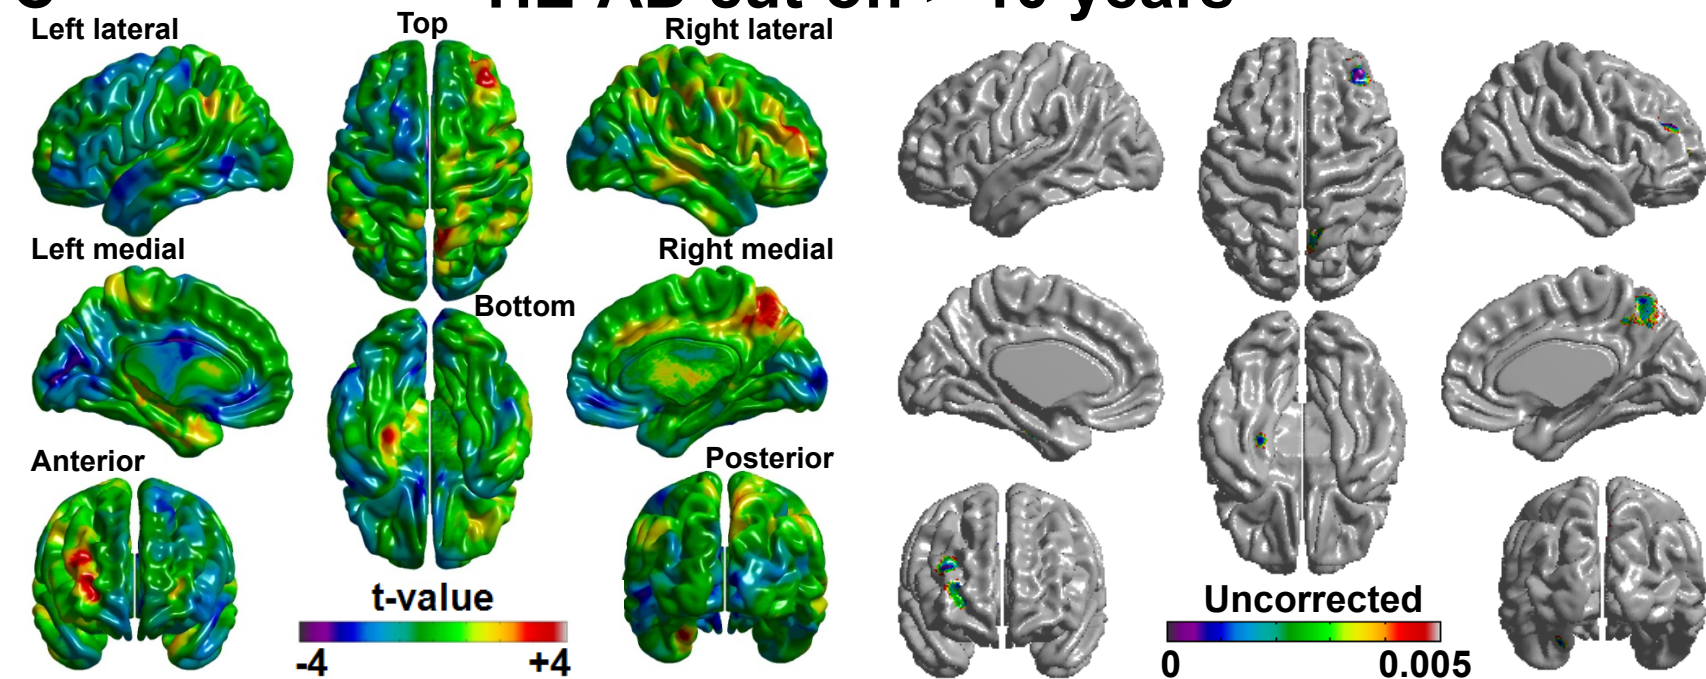 Left lateral
Top
Right lateral
Left medial
Right medial
Bottom
Anterior
Posterior
t-value
-4
+4
Uncorrected
0
0.005